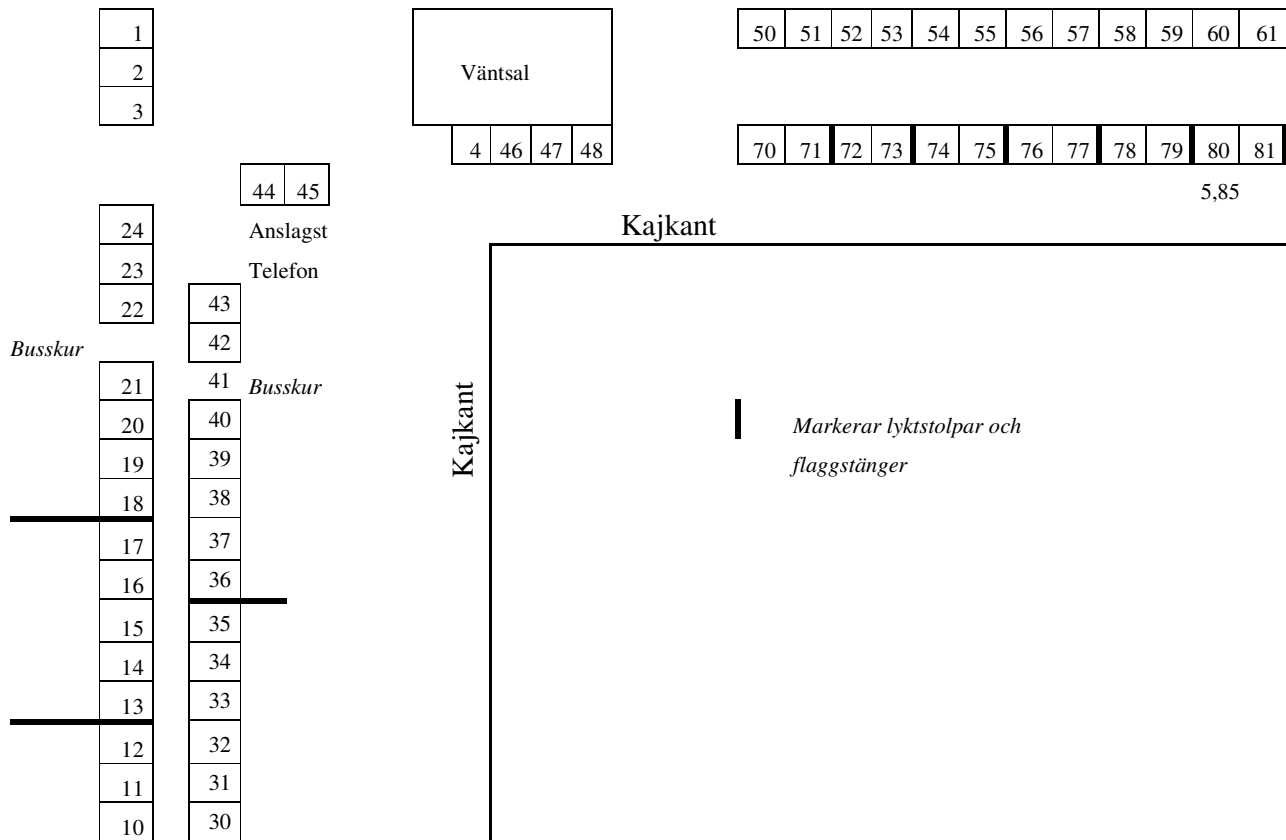 1 50 51 52 53 54 55 56 57 58 59 60 61
2 Väntsal
3
4 46 47 48 70 71 72 73 74 75 76 77 78 79 80 81
44 45 5,85
24 Anslagst Kajkant
23 Telefon
22 43
Busskur 42
21 41 Busskur
Kajkant
20 40 Markerar lyktstolpar och
19 39 flaggstänger
18 38
17 37
16 36
15 35
14 34
13 33
12 32
11 31
10 30